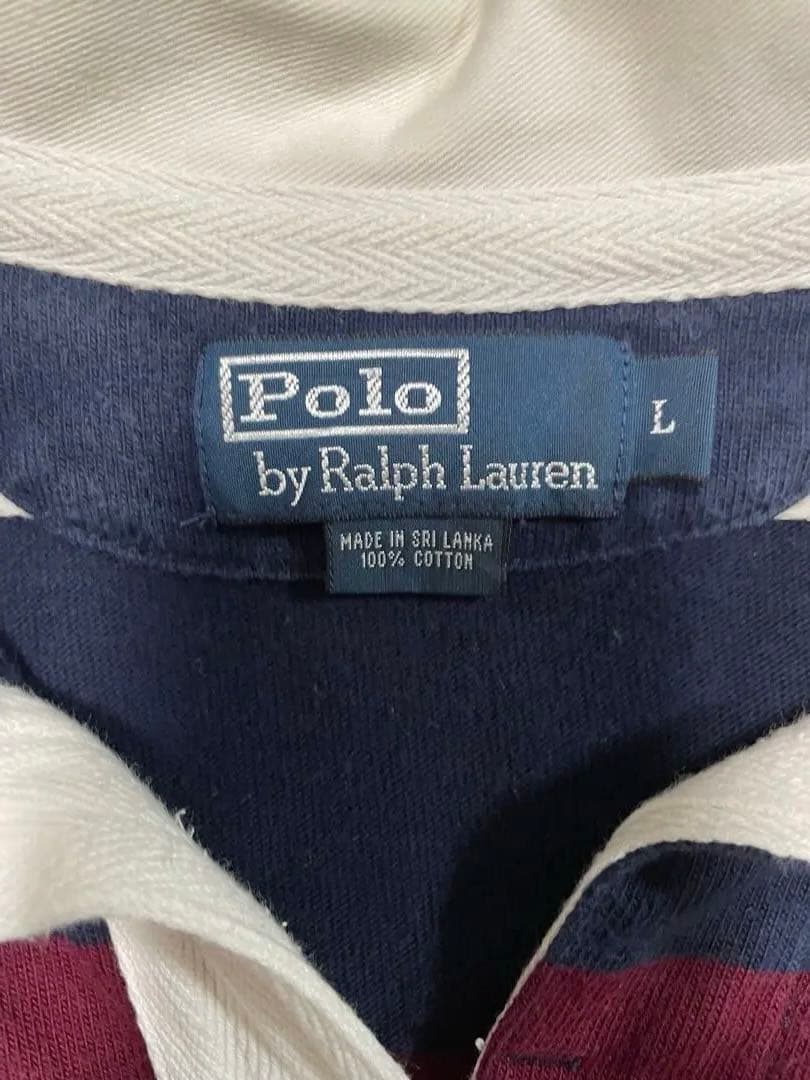 Polo
by Ralph Lauren
L
MADE IN SRI LANKA
100% COTTON